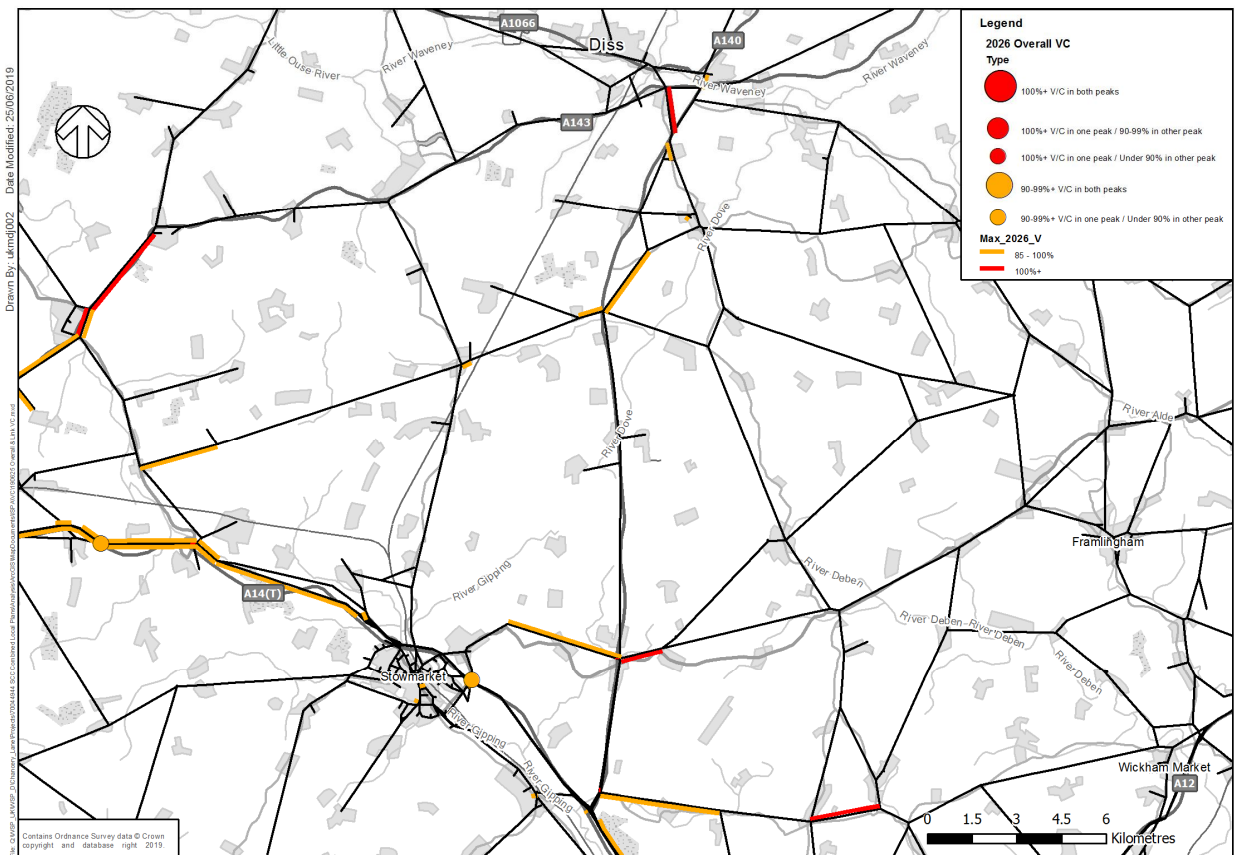 A1066
Diss
A140
Little Ouse River
River Waveney
River Waveney
River Waveney
A143
River Dove
River Dove
River Alde
Framlingham
River Deben
River Gipping
A14(T)
River Deben
River Deben
River Deben
Stowmarket
River Gipping
River Gipping
Wickham Market
A12
Legend
2026 Overall VC
Type
100%+ V/C in both peaks
100%+ V/C in one peak / 90-99% in other peak
100%+ V/C in one peak / Under 90% in other peak
90-99%+ V/C in both peaks
90-99%+ V/C in one peak / Under 90% in other peak
Max_2026_V
85 - 100%
100%+
0 1.5 3 4.5 6
Kilometres
Contains Ordnance Survey data © Crown
copyright and database right 2019.
Drawn By: ukmdj002 Date Modified: 25/06/2019